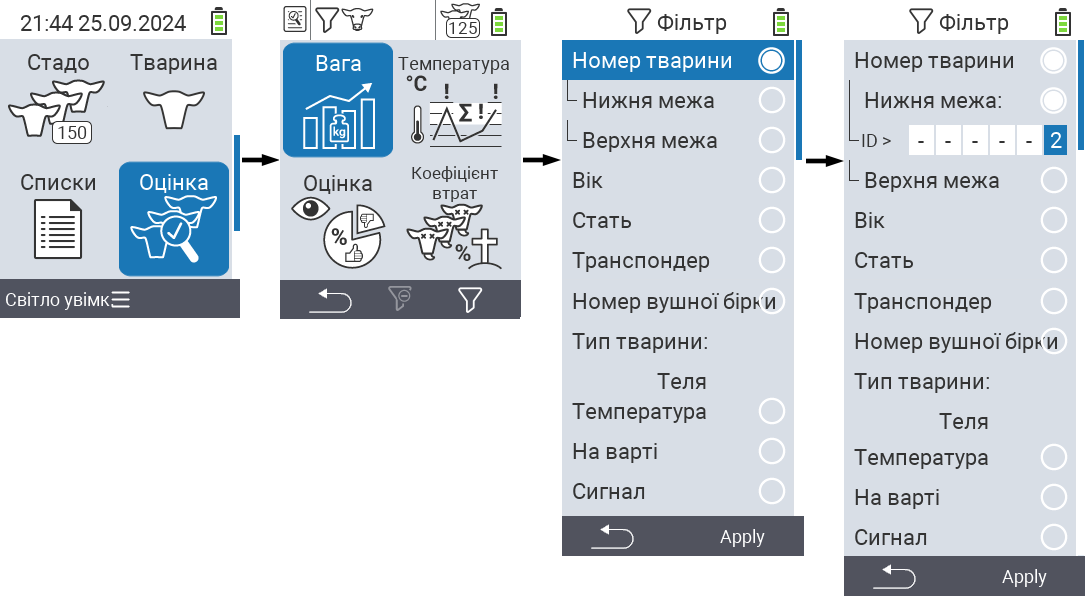 21:44 25.09.2024
Стадо
Тварина
150
Списки
Оцінка
Світло увімк.
125
Вага
Температура
°C ! !
Σ !
kg
Оцінка
Коефіцієнт
втрат
%
%
Фільтр
Номер тварини
Нижня межа
Верхня межа
Вік
Стать
Транспондер
Номер вушної бірки
Тип тварини:
Теля
Температура
На варті
Сигнал
Apply
Фільтр
Номер тварини
Нижня межа:
ID > - - - - - 2
Верхня межа
Вік
Стать
Транспондер
Номер вушної бірки
Тип тварини:
Теля
Температура
На варті
Сигнал
Apply